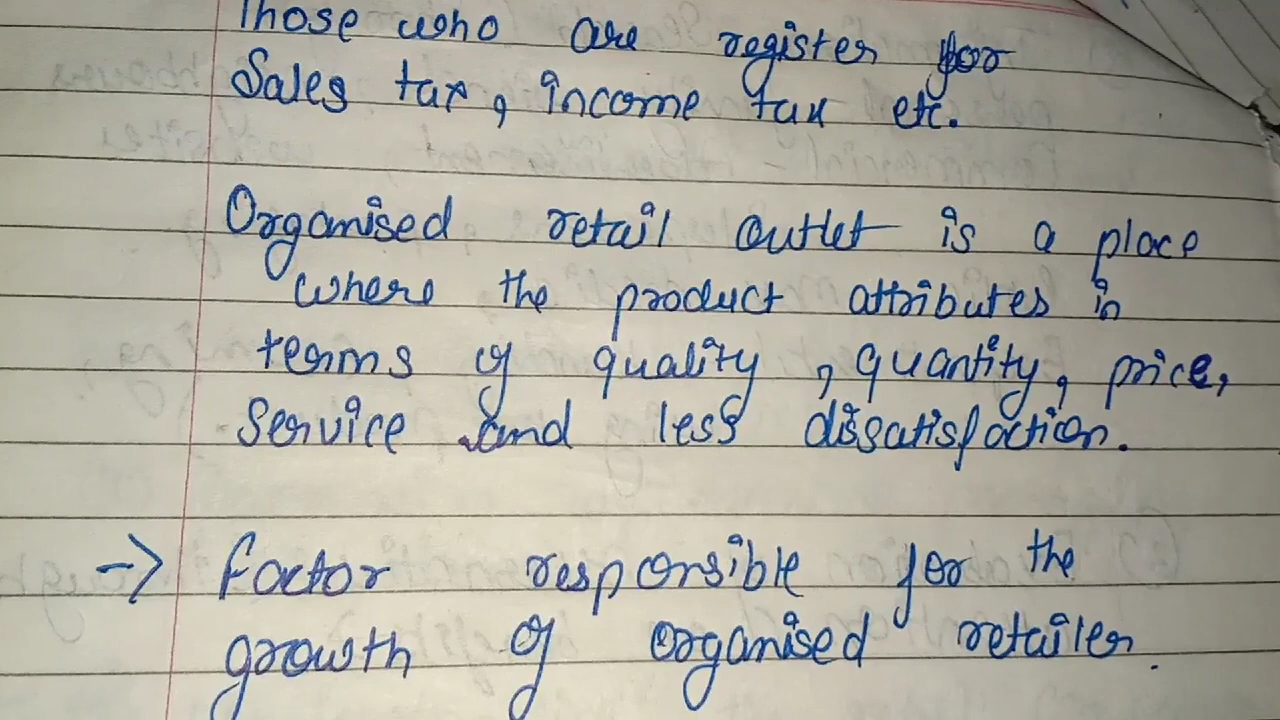 Those who are register for
Sales tax, income tax etc.
Organised retail outlet is a place
where the product attributes in
terms of quality, quantity, price,
Service and less dissatisfaction.
→ Factor responsible for the
growth of organised retailer.